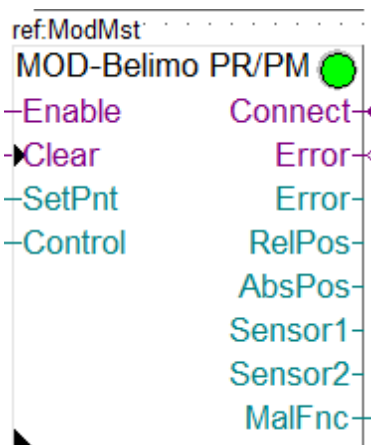 ref:ModMst
MOD-Belimo PR/PM
Enable Connect
Clear Error
SetPnt Error
Control RelPos
AbsPos
Sensor1
Sensor2
MalFnc